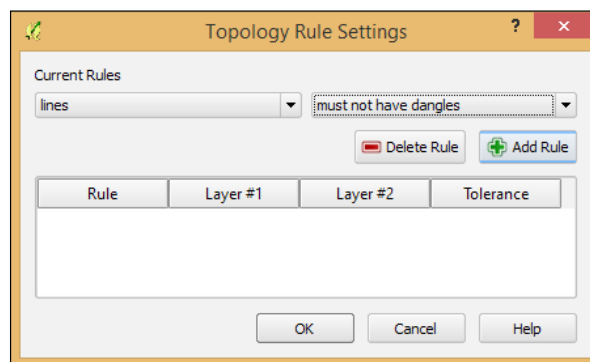 Topology Rule Settings ? ×
Current Rules
lines must not have dangles
Delete Rule Add Rule
Rule Layer #1 Layer #2 Tolerance
OK Cancel Help